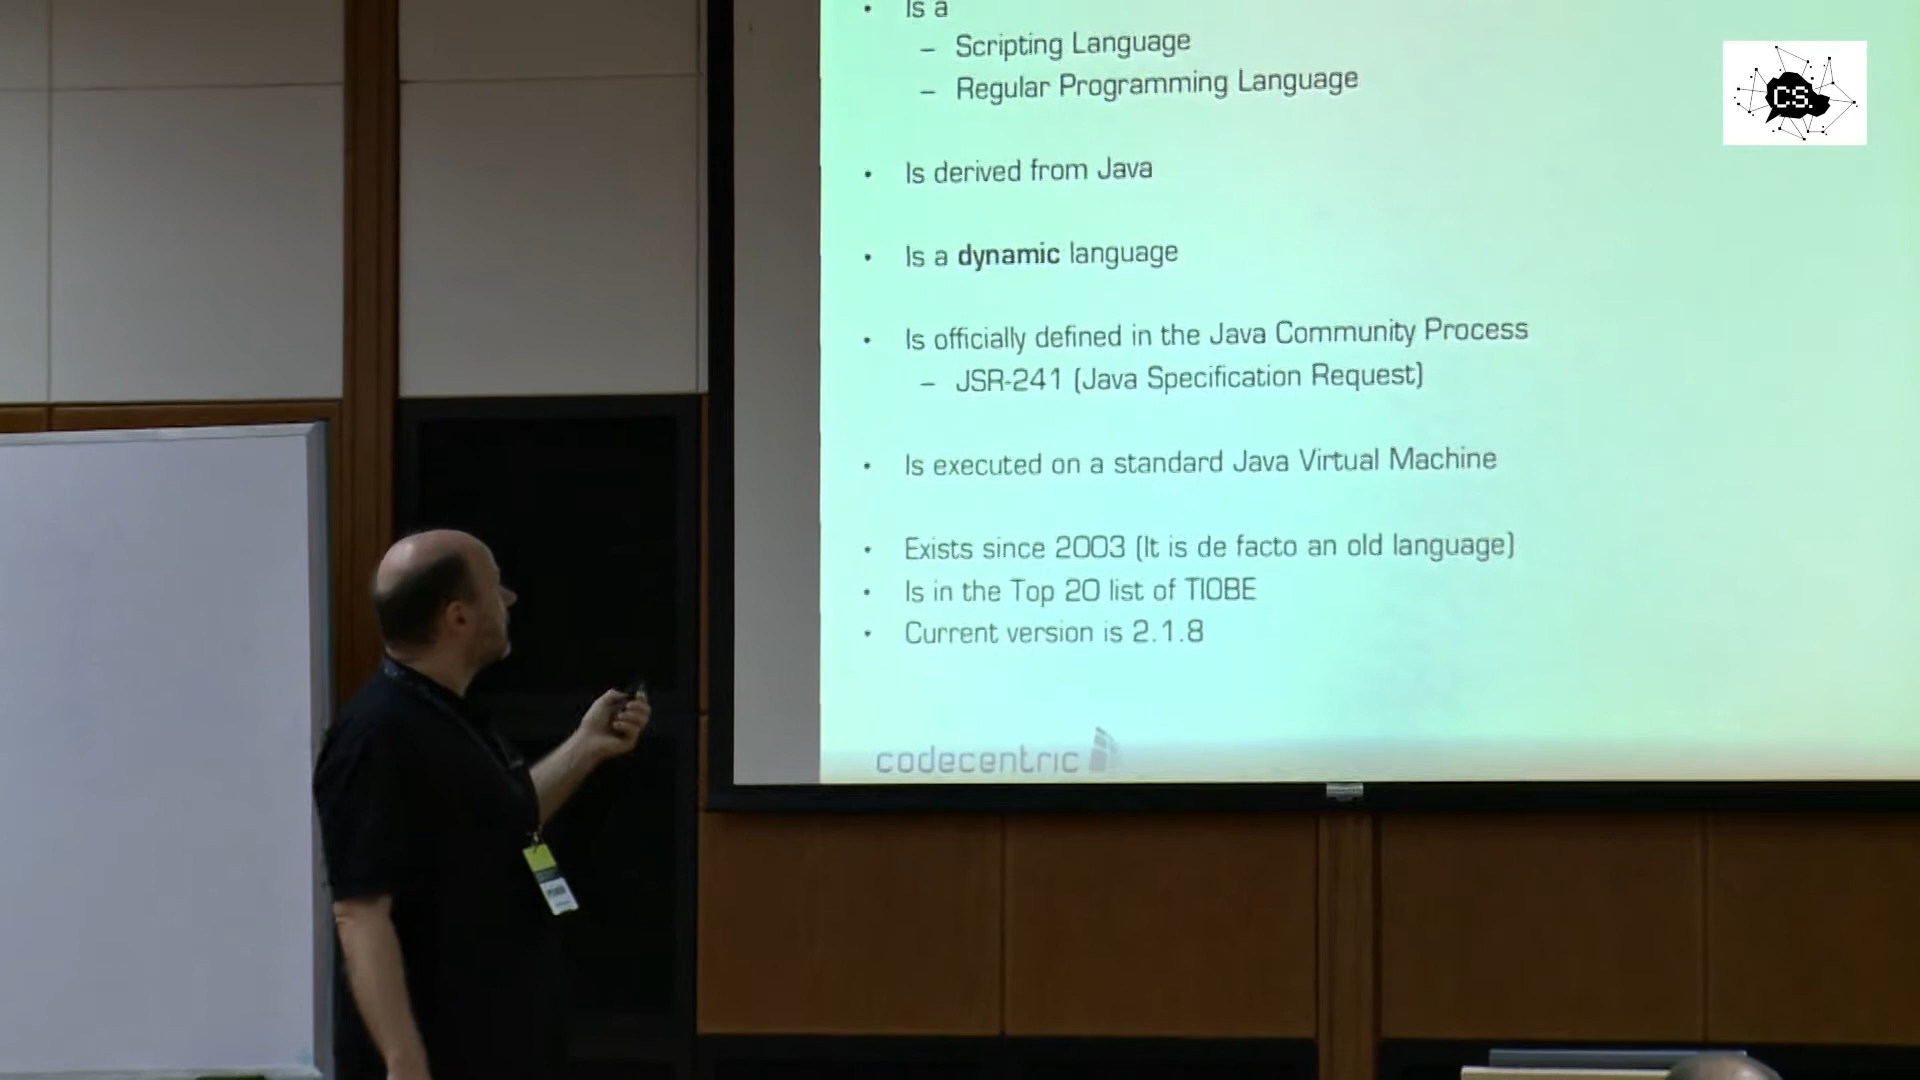 Is a
– Scripting Language
– Regular Programming Language
• Is derived from Java
• Is a dynamic language
• Is officially defined in the Java Community Process
– JSR-241 (Java Specification Request)
• Is executed on a standard Java Virtual Machine
• Exists since 2003 (It is de facto an old language)
• Is in the Top 20 list of TIOBE
• Current version is 2.1.8
codecentric
CS.